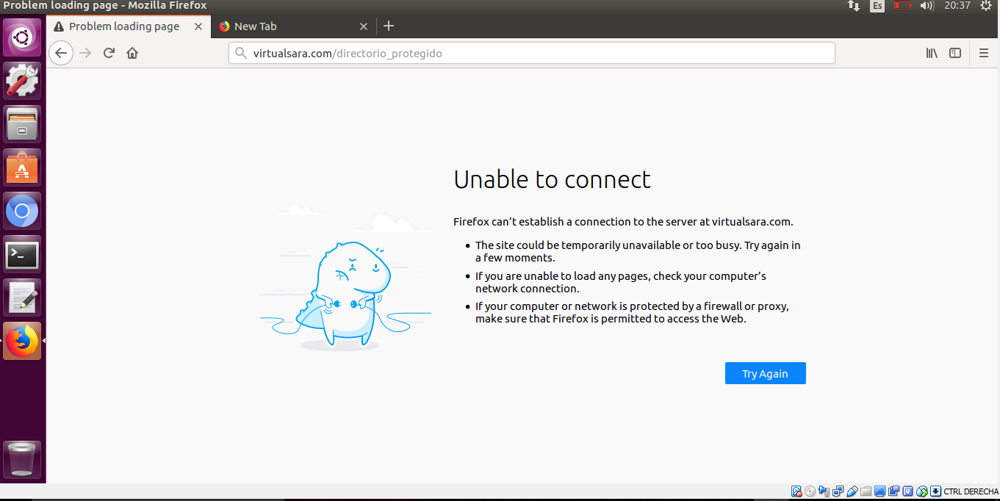 Problem loading page - Mozilla Firefox
Es
20:37
Problem loading page
New Tab
virtualsara.com/directorio_protegido
Unable to connect
Firefox can’t establish a connection to the server at virtualsara.com.
The site could be temporarily unavailable or too busy. Try again in
a few moments.
If you are unable to load any pages, check your computer’s
network connection.
If your computer or network is protected by a firewall or proxy,
make sure that Firefox is permitted to access the Web.
Try Again
CTRL DERECHA